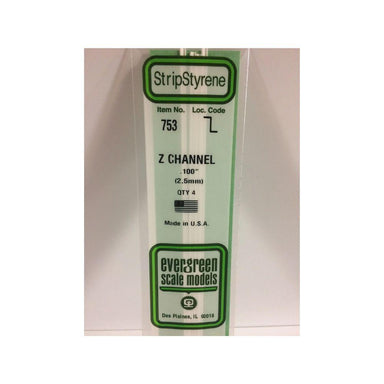 StripStyrene
Item No. Loc. Code
753
Z CHANNEL
.100"
(2.5mm)
QTY 4
Made in U.S.A.
evergreen
scale models
Des Plaines, IL 60018